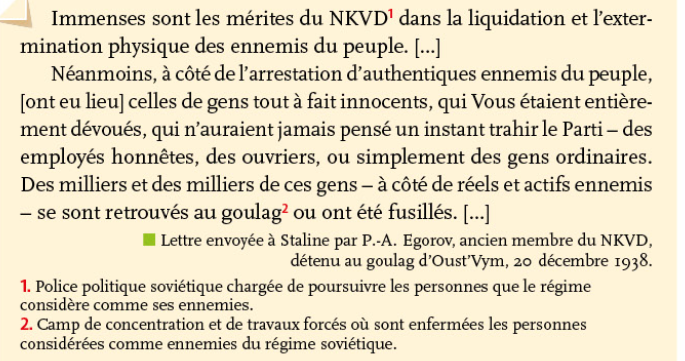 Immenses sont les mérites du NKVD¹ dans la liquidation et l'exter-
mination physique des ennemis du peuple. [...]
Néanmoins, à côté de l'arrestation d'authentiques ennemis du peuple,
[ont eu lieu] celles de gens tout à fait innocents, qui Vous étaient entière-
ment dévoués, qui n'auraient jamais pensé un instant trahir le Parti – des
employés honnêtes, des ouvriers, ou simplement des gens ordinaires.
Des milliers et des milliers de ces gens – à côté de réels et actifs ennemis
– se sont retrouvés au goulag² ou ont été fusillés. [...]
Lettre envoyée à Staline par P.-A. Egorov, ancien membre du NKVD,
détenu au goulag d'Oust'Vym, 20 décembre 1938.
1. Police politique soviétique chargée de poursuivre les personnes que le régime
considère comme ses ennemies.
2. Camp de concentration et de travaux forcés où sont enfermées les personnes
considérées comme ennemies du régime soviétique.